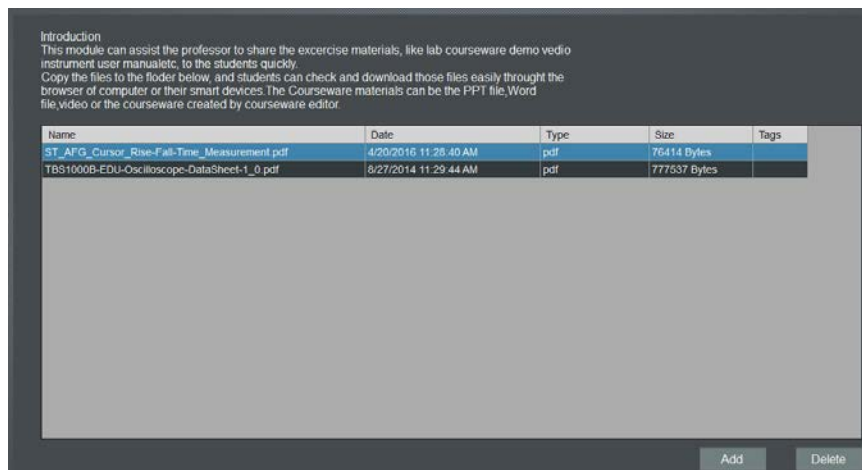 Introduction
This module can assist the professor to share the excercise materials, like lab courseware demo vedio
instrument user manualetc, to the students quickly.
Copy the files to the floder below, and students can check and download those files easily throught the
browser of computer or their smart devices.The Courseware materials can be the PPT file,Word
file,video or the courseware created by courseware editor.
Name Date Type Size Tags
ST_AFG_Cursor_Rise-Fall-Time_Measurement.pdf 4/20/2016 11:28:40 AM pdf 76414 Bytes
TBS1000B-EDU-Oscilloscope-DataSheet-1_0.pdf 8/27/2014 11:29:44 AM pdf 777537 Bytes
Add Delete